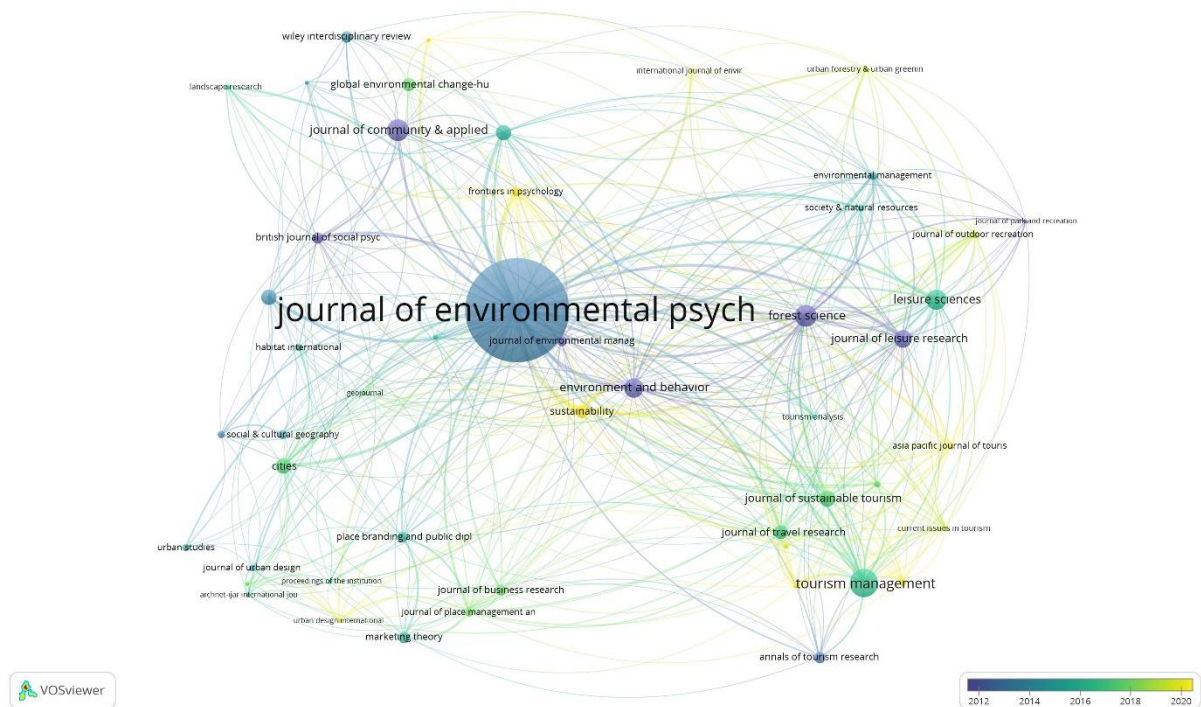 wiley interdisciplinary review
global environmental change-hu
international journal of envir
urban forestry & urban greenin
landscape research
journal of community & applied
environmental management
frontiers in psychology
society & natural resources
journal of park and recreation
journal of outdoor recreation
british journal of social psyc
leisure sciences
journal of environmental psych
forest science
journal of leisure research
journal of environmental manag
habitat international
environment and behavior
geojournal
sustainability
tourism analysis
social & cultural geography
asia pacific journal of touris
cities
journal of sustainable tourism
current issues in tourism
journal of travel research
place branding and public dipl
urban studies
journal of urban design
proceedings of the institution
tourism management
archnet-ijar international jou
journal of business research
journal of place management an
urban design international
marketing theory
annals of tourism research
VOSviewer
2012 2014 2016 2018 2020